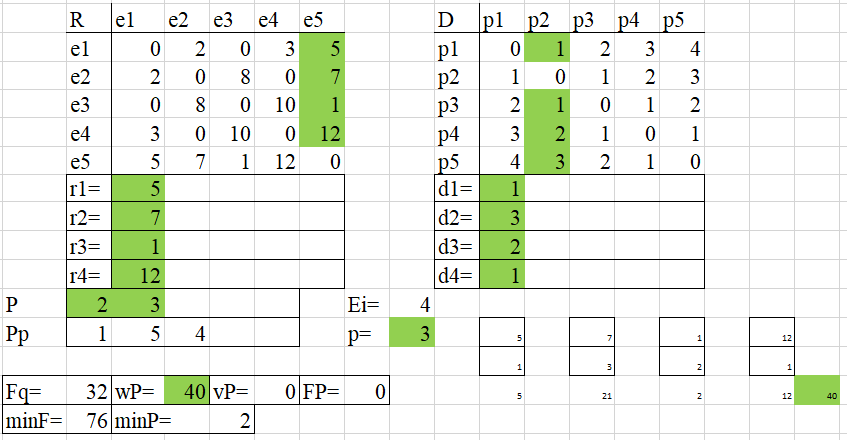 R e1 e2 e3 e4 e5 D p1 p2 p3 p4 p5
e1 0 2 0 3 5 p1 0 1 2 3 4
e2 2 0 8 0 7 p2 1 0 1 2 3
e3 0 8 0 10 1 p3 2 1 0 1 2
e4 3 0 10 0 12 p4 3 2 1 0 1
e5 5 7 1 12 0 p5 4 3 2 1 0
r1= 5 d1= 1
r2= 7 d2= 3
r3= 1 d3= 2
r4= 12 d4= 1
P 2 3 Ei= 4
Pp 1 5 4 p= 3 5 7 1 12
1 3 2 1
Fq= 32 wP= 40 vP= 0 FP= 0 5 21 2 12 40
minF= 76 minP= 2